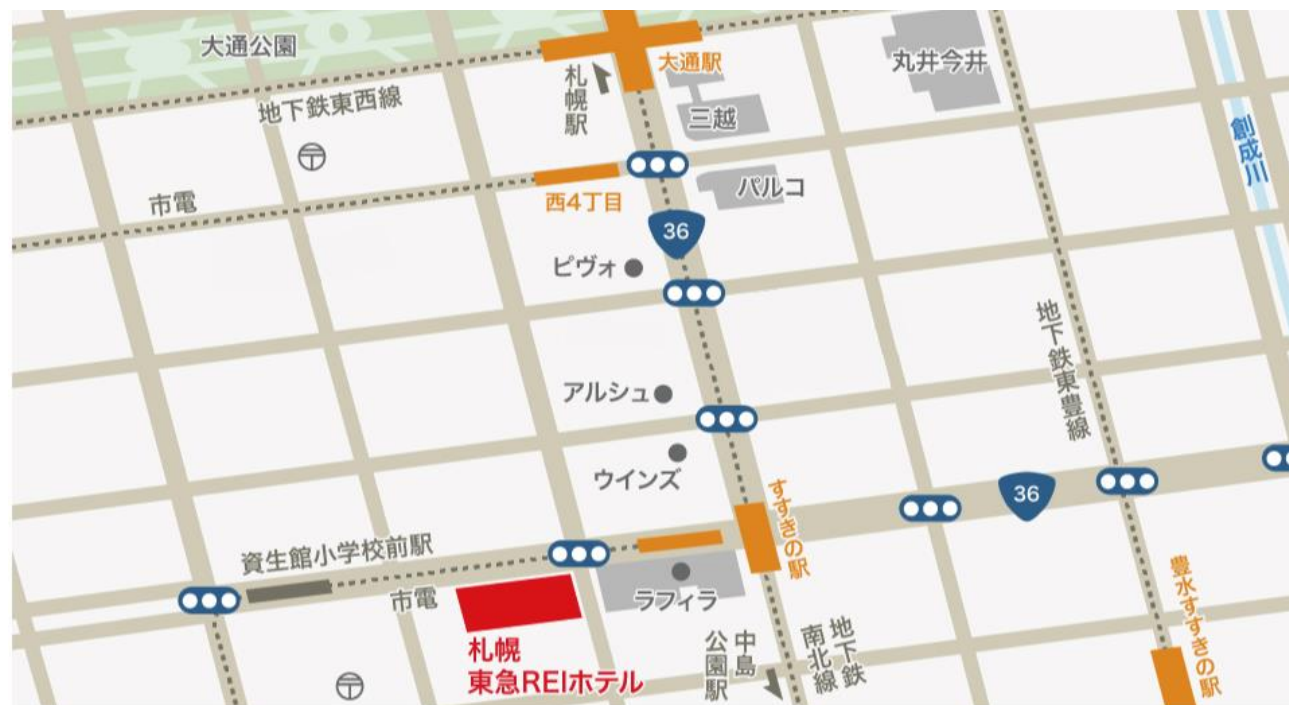 大通公園
大通駅
丸井今井
札幌駅
地下鉄東西線
三越
創成川
〒
市電
西4丁目
パルコ
36
ピヴォ
地下鉄東豊線
アルシュ
ウインズ
すすきの駅
36
資生館小学校前駅
豊水すすきの駅
市電
ラフィラ
札幌
東急REIホテル
〒
中島
公園駅
地下鉄
南北線